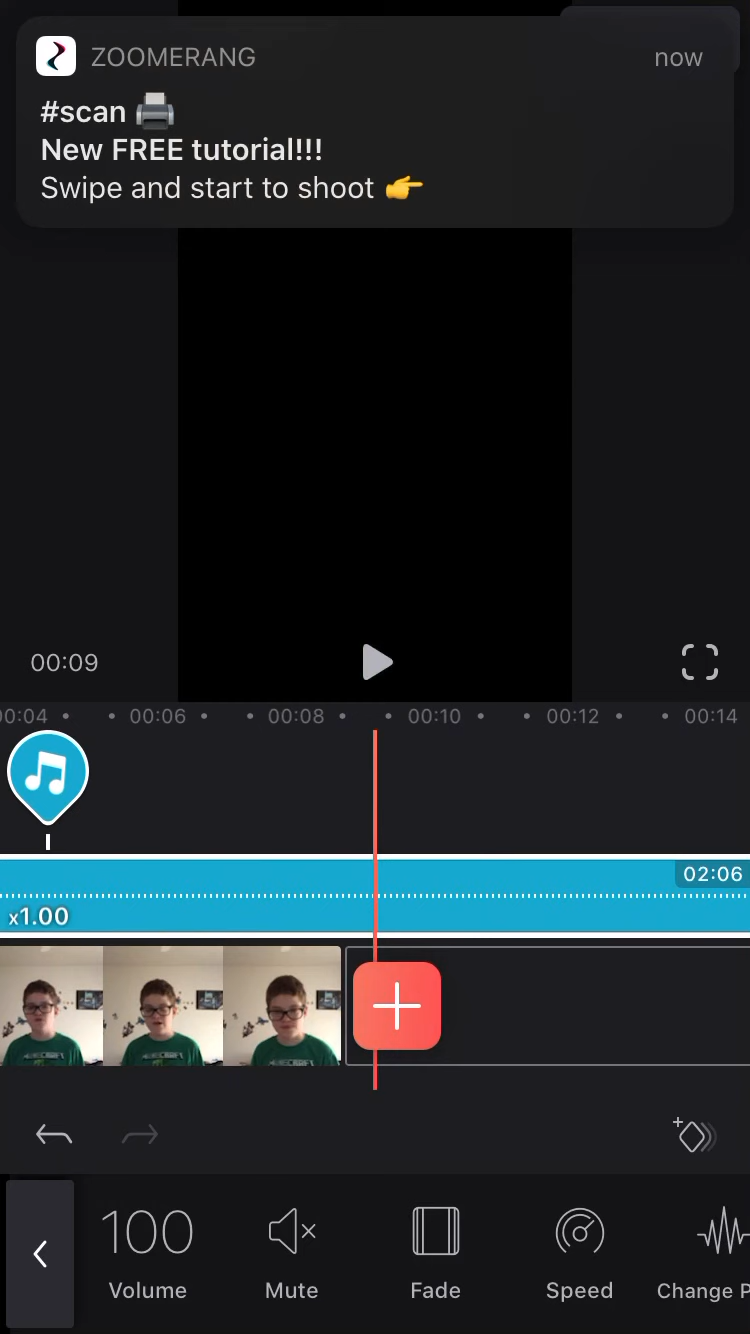 ZOOMERANG now
#scan 🖨️
New FREE tutorial!!!
Swipe and start to shoot 👉
00:09
00:04 00:06 00:08 00:10 00:12 00:14
02:06
x1.00
100
Volume Mute Fade Speed Change P